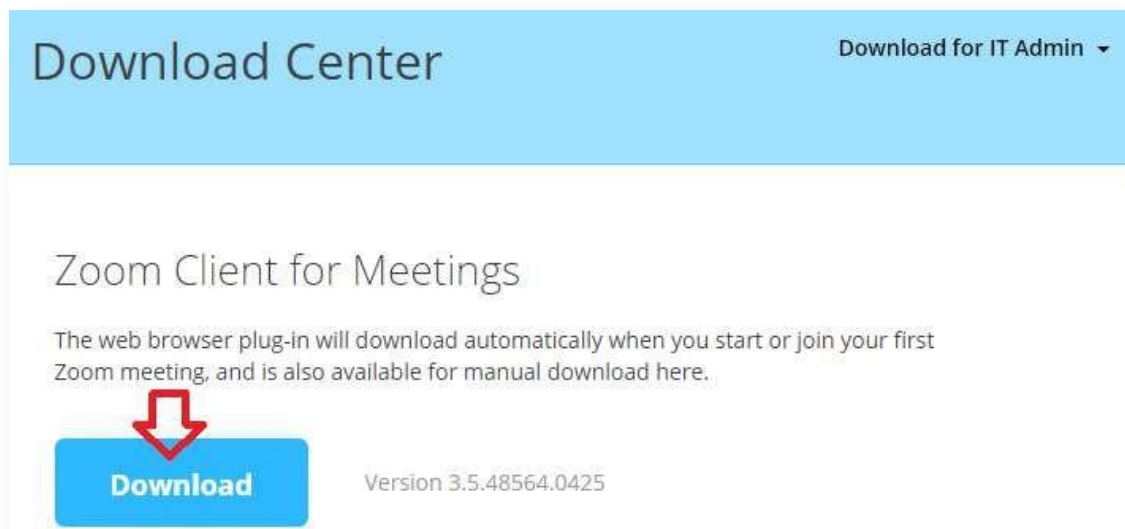 Download Center
Download for IT Admin
Zoom Client for Meetings
The web browser plug-in will download automatically when you start or join your first
Zoom meeting, and is also available for manual download here.
Download
Version 3.5.48564.0425